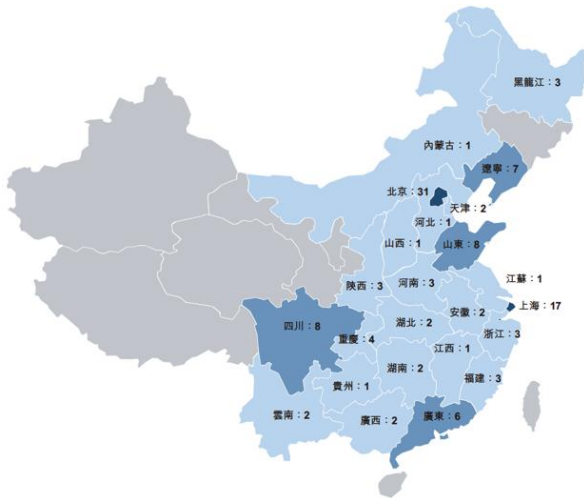 黑龍江：3
內蒙古：1
遼寧：7
北京：31
天津：2
河北：1
山西：1
山東：8
江蘇：1
陝西：3
河南：3
上海：17
安徽：2
四川：8
湖北：2
浙江：3
重慶：4
江西：1
湖南：2
福建：3
貴州：1
雲南：2
廣西：2
廣東：6